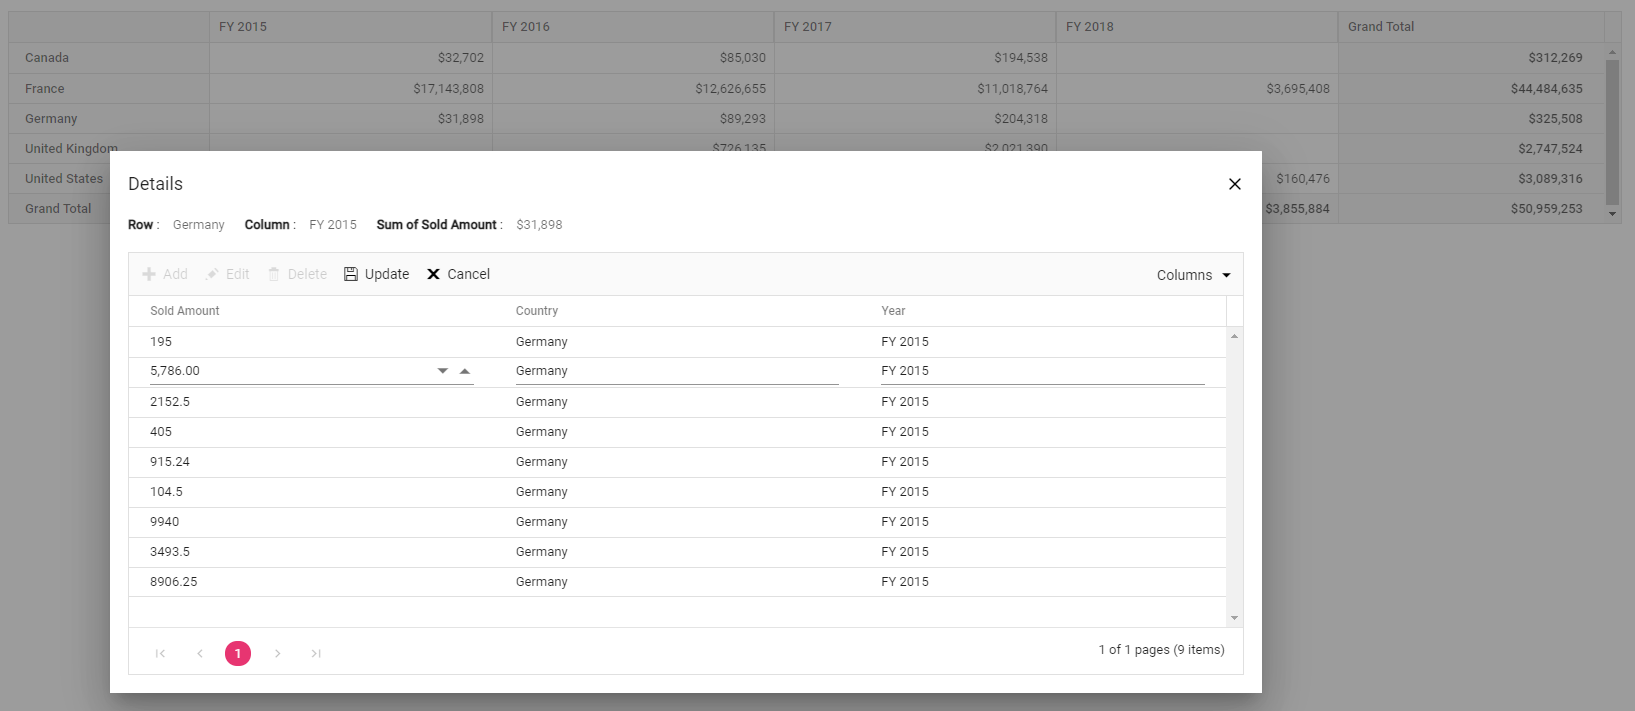 FY 2015 FY 2016 FY 2017 FY 2018 Grand Total
Canada $32,702 $85,030 $194,538 $312,269
France $17,143,808 $12,626,655 $11,018,764 $3,695,408 $44,484,635
Germany $31,898 $89,293 $204,318 $325,508
United Kingdom $726,135 $2,021,390 $2,747,524
United States $160,476 $3,089,316
Grand Total $3,855,884 $50,959,253
Details
Row : Germany Column : FY 2015 Sum of Sold Amount : $31,898
Add Edit Delete Update Cancel Columns
Sold Amount Country Year
195 Germany FY 2015
5,786.00 Germany FY 2015
2152.5 Germany FY 2015
405 Germany FY 2015
915.24 Germany FY 2015
104.5 Germany FY 2015
9940 Germany FY 2015
3493.5 Germany FY 2015
8906.25 Germany FY 2015
1 1 of 1 pages (9 items)